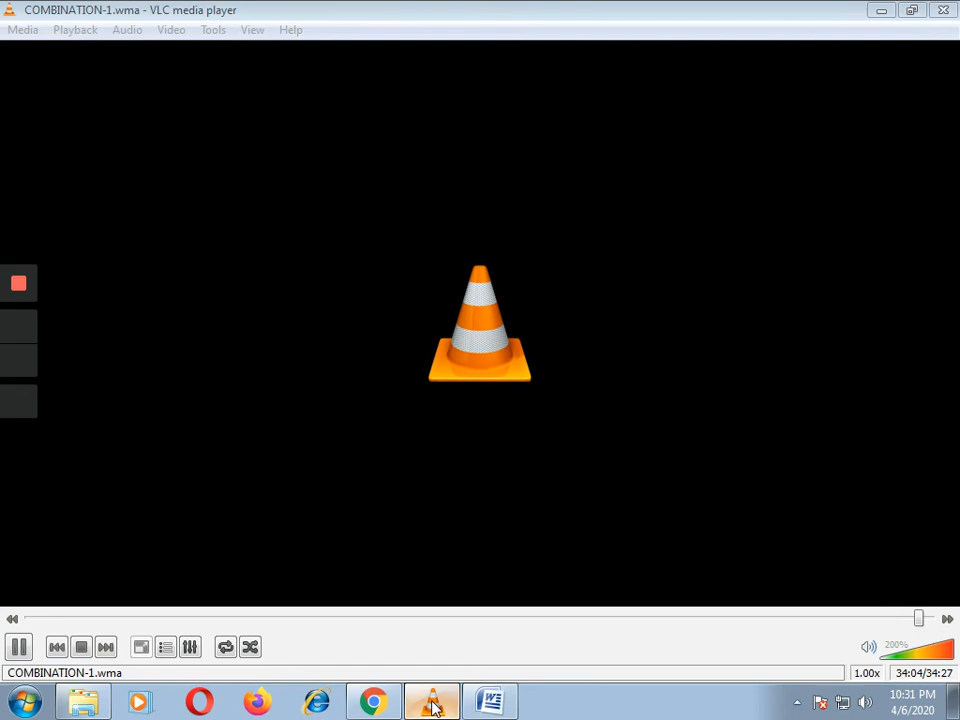 COMBINATION-1.wma - VLC media player
Media Playback Audio Video Tools View Help
200%
COMBINATION-1.wma 1.00x 34:04/34:27
10:31 PM
4/6/2020